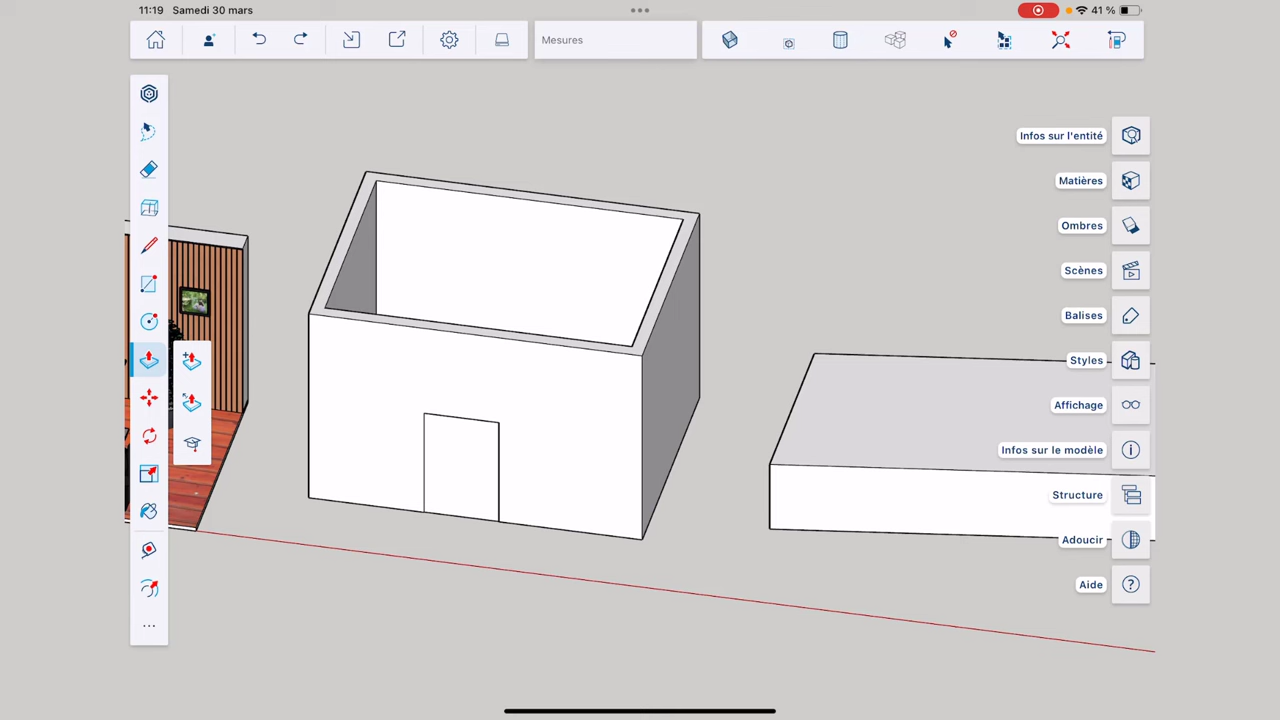 11:19 Samedi 30 mars
41 %
Mesures
Infos sur l'entité
Matières
Ombres
Scènes
Balises
Styles
Affichage
Infos sur le modèle
Structure
Adoucir
Aide